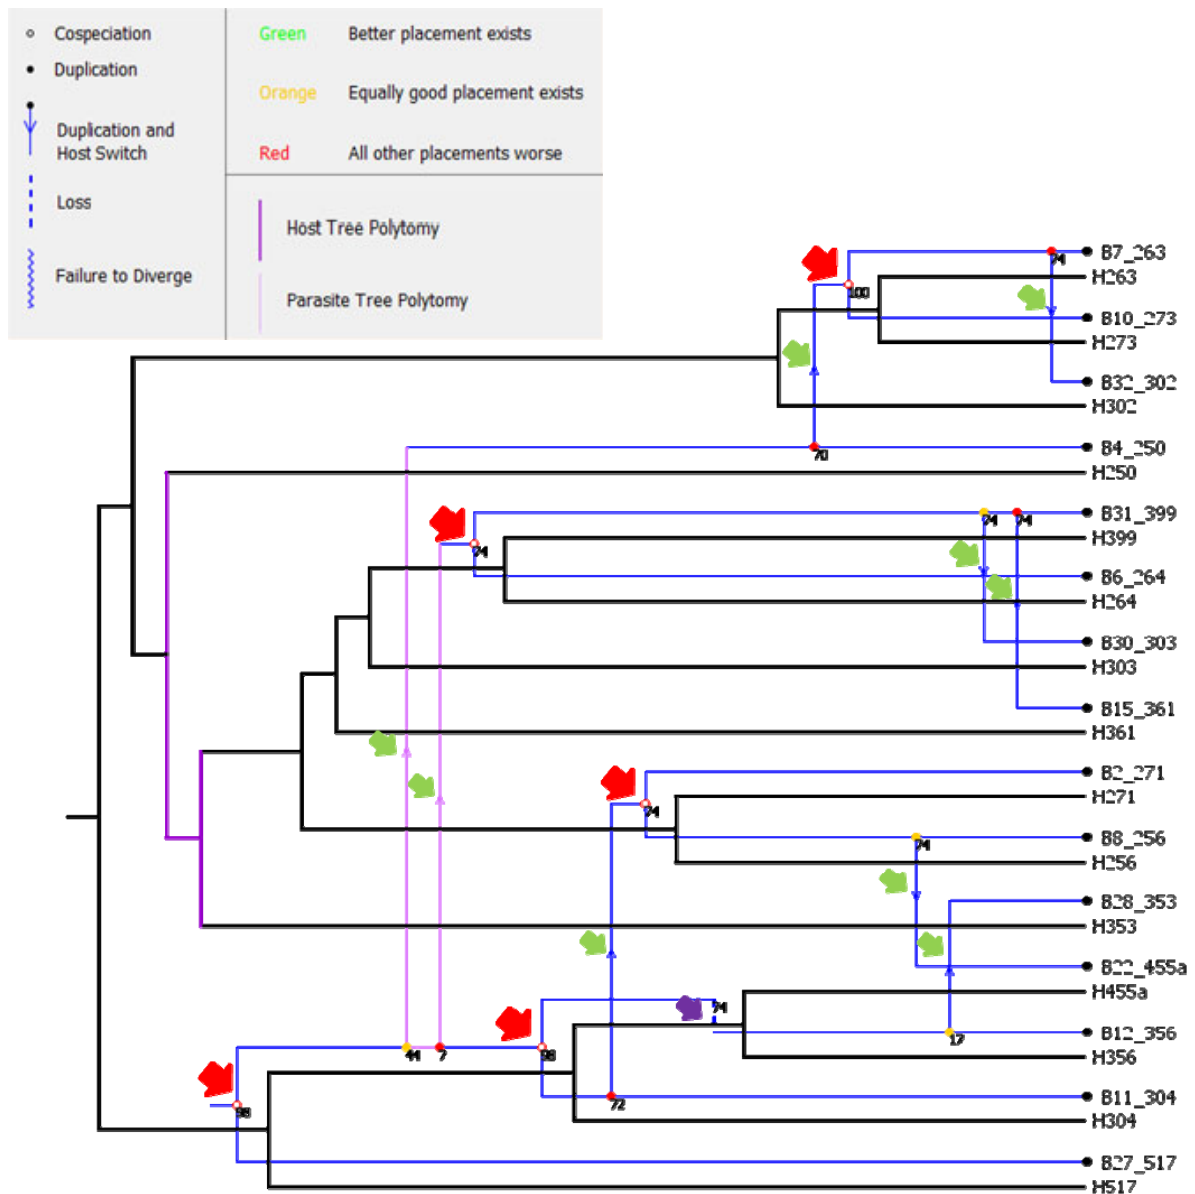 Cospeciation
Duplication
Duplication and
Host Switch
Loss
Failure to Diverge
Green Better placement exists
Orange Equally good placement exists
Red All other placements worse
Host Tree Polytomy
Parasite Tree Polytomy
B7_263
74
H263
100
B10_273
H273
B32_302
H302
B4_250
70
H250
B31_399
74 74
H399
74
B6_264
H264
B30_303
H303
B15_361
H361
B2_271
H271
74
B8_256
74
H256
B28_353
H353
B22_455a
H455a
74
B12_356
17
44 7 98
H356
B11_304
72
98
H304
B27_517
H517